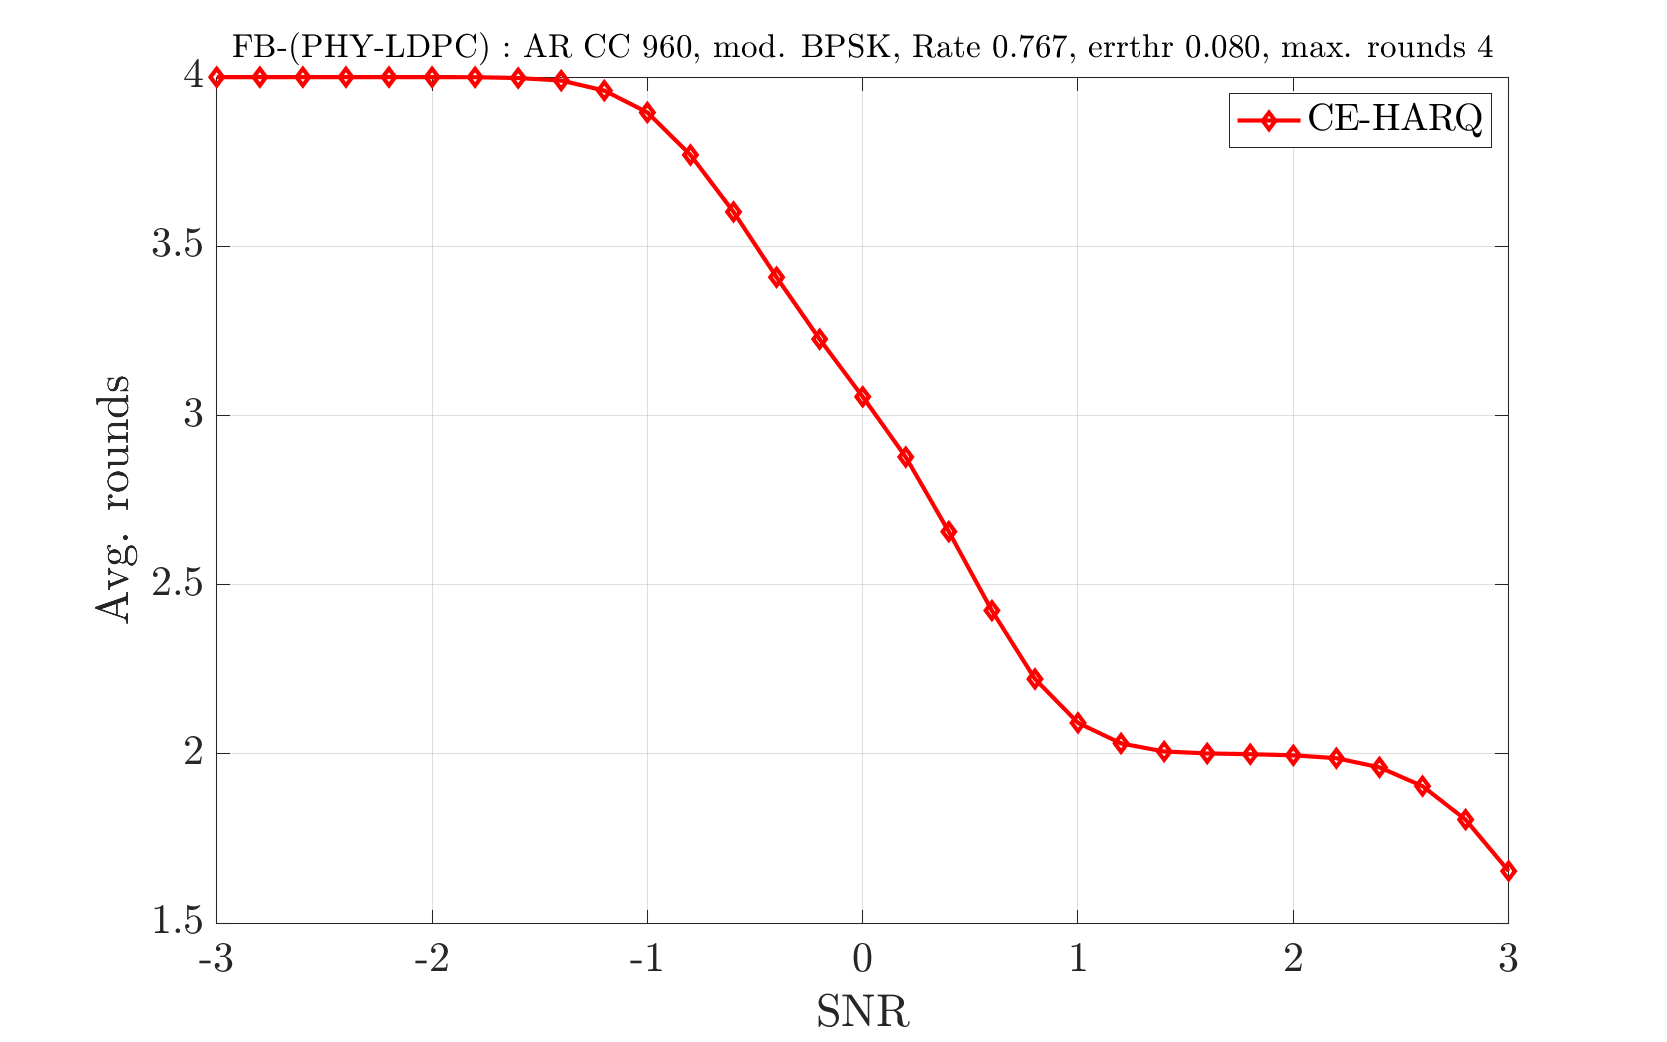 FB-(PHY-LDPC) : AR CC 960, mod. BPSK, Rate 0.767, errthr 0.080, max. rounds 4
CE-HARQ
4
3.5
3
2.5
2
1.5
Avg. rounds
-3 -2 -1 0 1 2 3
SNR